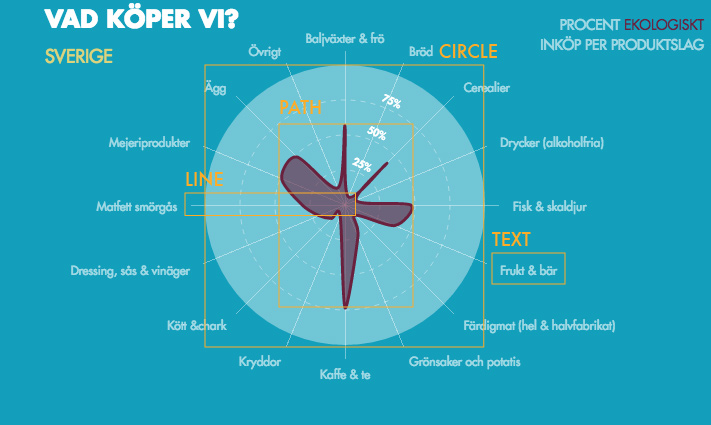 VAD KÖPER VI?
PROCENT EKOLOGISKT
INKÖP PER PRODUKTSLAG
SVERIGE
Baljväxter & frö
Övrigt
Bröd
CIRCLE
Ägg
Cerealier
PATH
75%
50%
25%
Mejeriprodukter
Drycker (alkoholfria)
LINE
Matfett smörgås
Fisk & skaldjur
TEXT
Dressing, sås & vinäger
Frukt & bär
Kött &chark
Färdigmat (hel & halvfabrikat)
Kryddor
Grönsaker och potatis
Kaffe & te